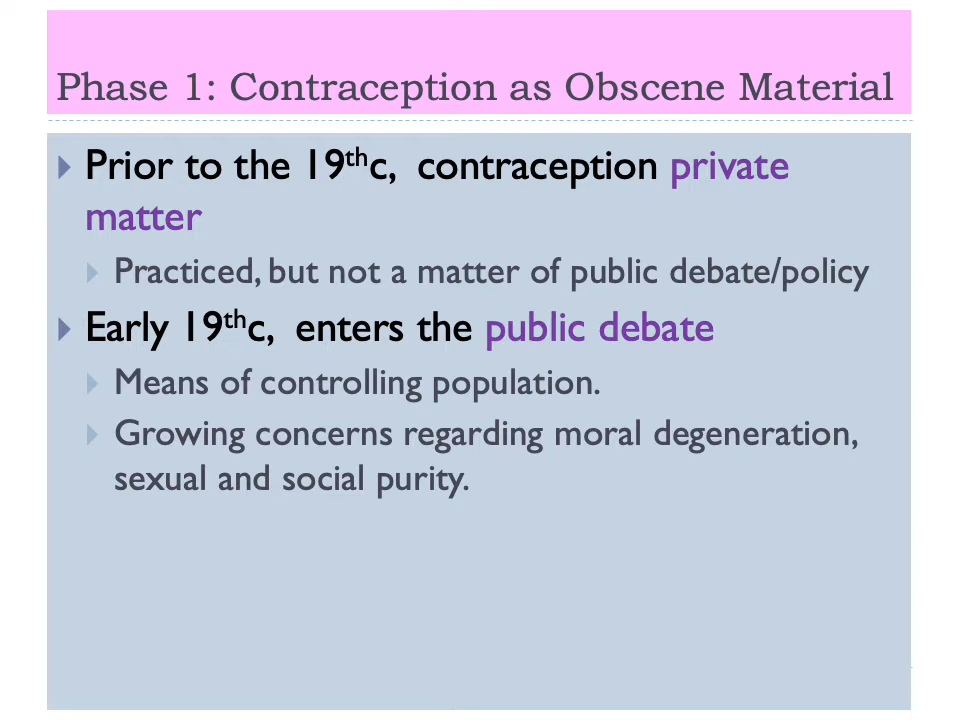 Phase 1: Contraception as Obscene Material
Prior to the 19thc, contraception private
matter
Practiced, but not a matter of public debate/policy
Early 19thc, enters the public debate
Means of controlling population.
Growing concerns regarding moral degeneration,
sexual and social purity.